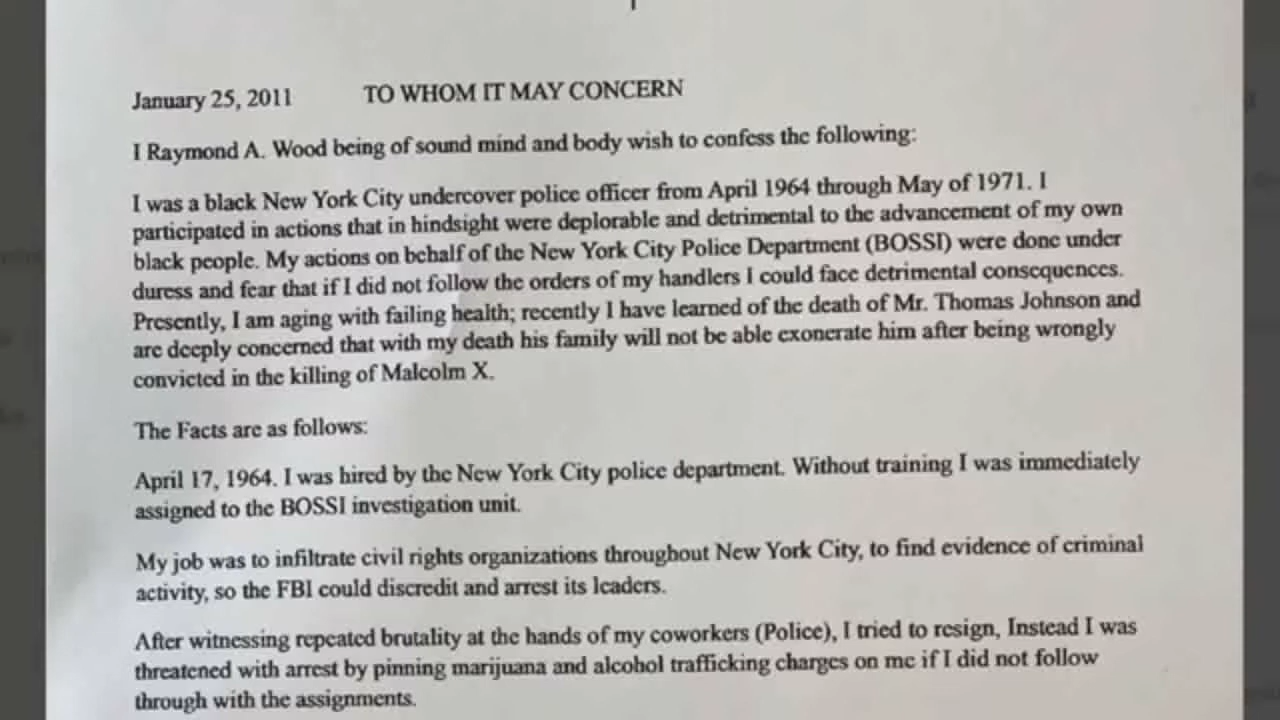 January 25, 2011 TO WHOM IT MAY CONCERN
I Raymond A. Wood being of sound mind and body wish to confess the following:
I was a black New York City undercover police officer from April 1964 through May of 1971. I
participated in actions that in hindsight were deplorable and detrimental to the advancement of my own
black people. My actions on behalf of the New York City Police Department (BOSSI) were done under
duress and fear that if I did not follow the orders of my handlers I could face detrimental consequences.
Presently, I am aging with failing health; recently I have learned of the death of Mr. Thomas Johnson and
are deeply concerned that with my death his family will not be able exonerate him after being wrongly
convicted in the killing of Malcolm X.
The Facts are as follows:
April 17, 1964. I was hired by the New York City police department. Without training I was immediately
assigned to the BOSSI investigation unit.
My job was to infiltrate civil rights organizations throughout New York City, to find evidence of criminal
activity, so the FBI could discredit and arrest its leaders.
After witnessing repeated brutality at the hands of my coworkers (Police), I tried to resign, Instead I was
threatened with arrest by pinning marijuana and alcohol trafficking charges on me if I did not follow
through with the assignments.